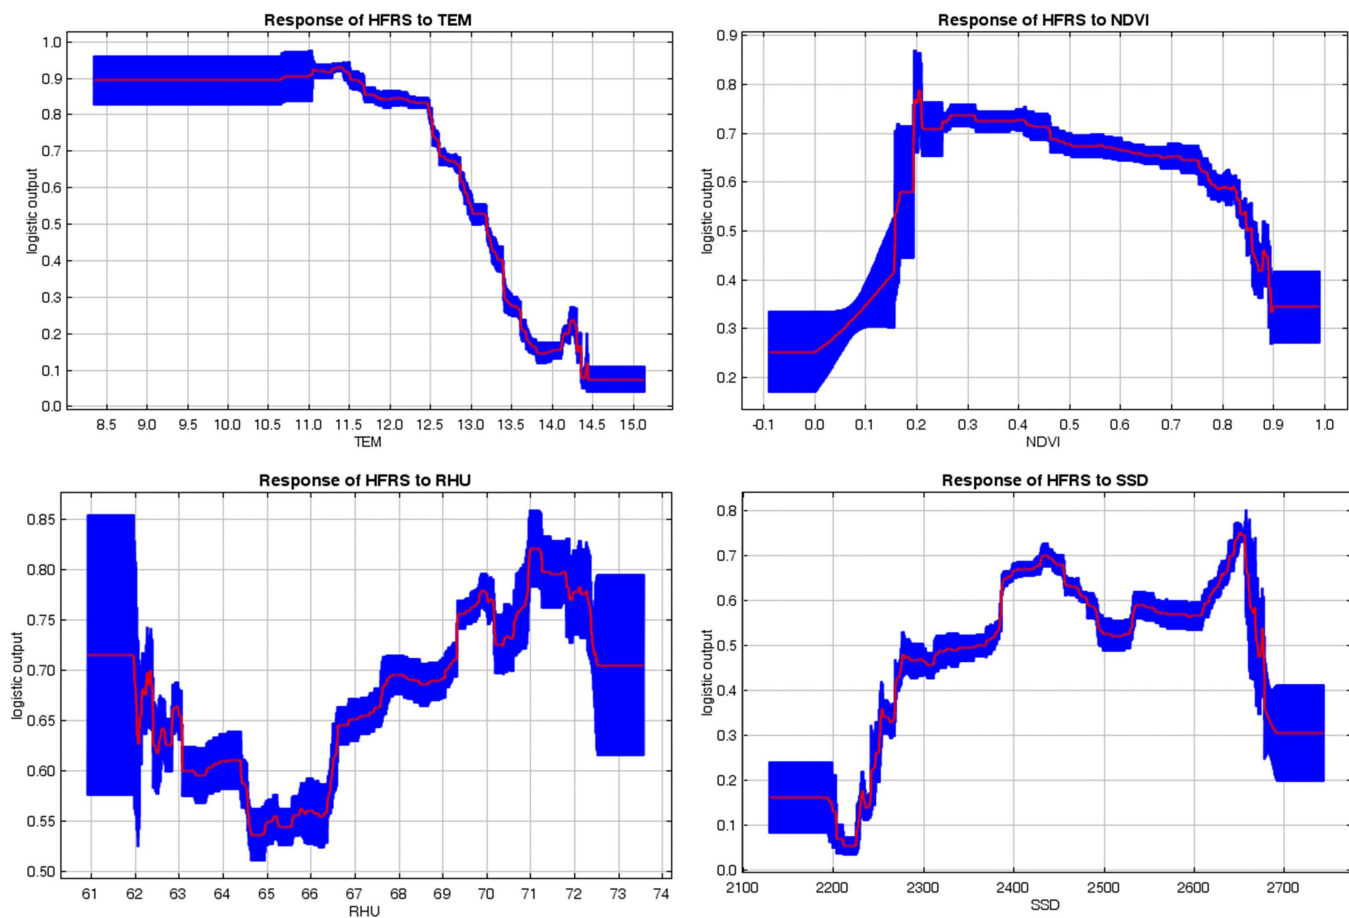 Response of HFRS to TEM
logistic output
1.0
0.9
0.8
0.7
0.6
0.5
0.4
0.3
0.2
0.1
0.0
8.5 9.0 9.5 10.0 10.5 11.0 11.5 12.0 12.5 13.0 13.5 14.0 14.5 15.0
TEM
Response of HFRS to NDVI
logistic output
0.9
0.8
0.7
0.6
0.5
0.4
0.3
0.2
-0.1 0.0 0.1 0.2 0.3 0.4 0.5 0.6 0.7 0.8 0.9 1.0
NDVI
Response of HFRS to RHU
logistic output
0.85
0.80
0.75
0.70
0.65
0.60
0.55
0.50
61 62 63 64 65 66 67 68 69 70 71 72 73 74
RHU
Response of HFRS to SSD
logistic output
0.8
0.7
0.6
0.5
0.4
0.3
0.2
0.1
0.0
2100 2200 2300 2400 2500 2600 2700
SSD